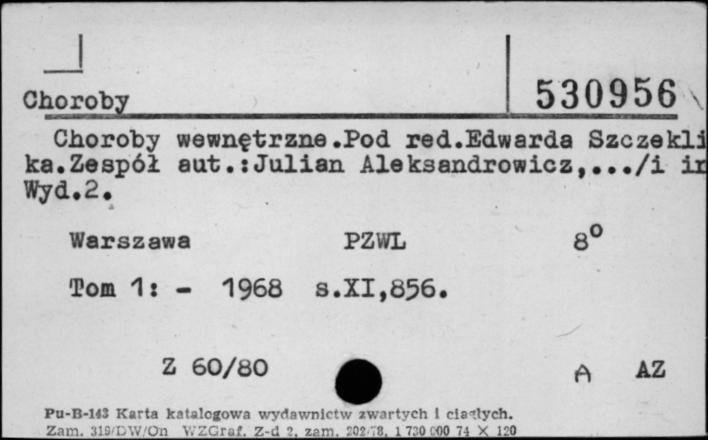 530956
Choroby
Choroby wewnętrzne.Pod red.Edwarda Szczekli
ka.Zespół aut.:Julian Aleksandrowicz,.../i in
Wyd.2.
Warszawa PZWL 8°
Tom 1: - 1968 s.XI,856.
Z 60/80 A AZ
Pu-B-143 Karta katalogowa wydawnictw zwartych i ciągłych.
Zam. 319/DW/On WZGraf. Z-d 2, zam. 202/78. 1 730 000 74 X 120